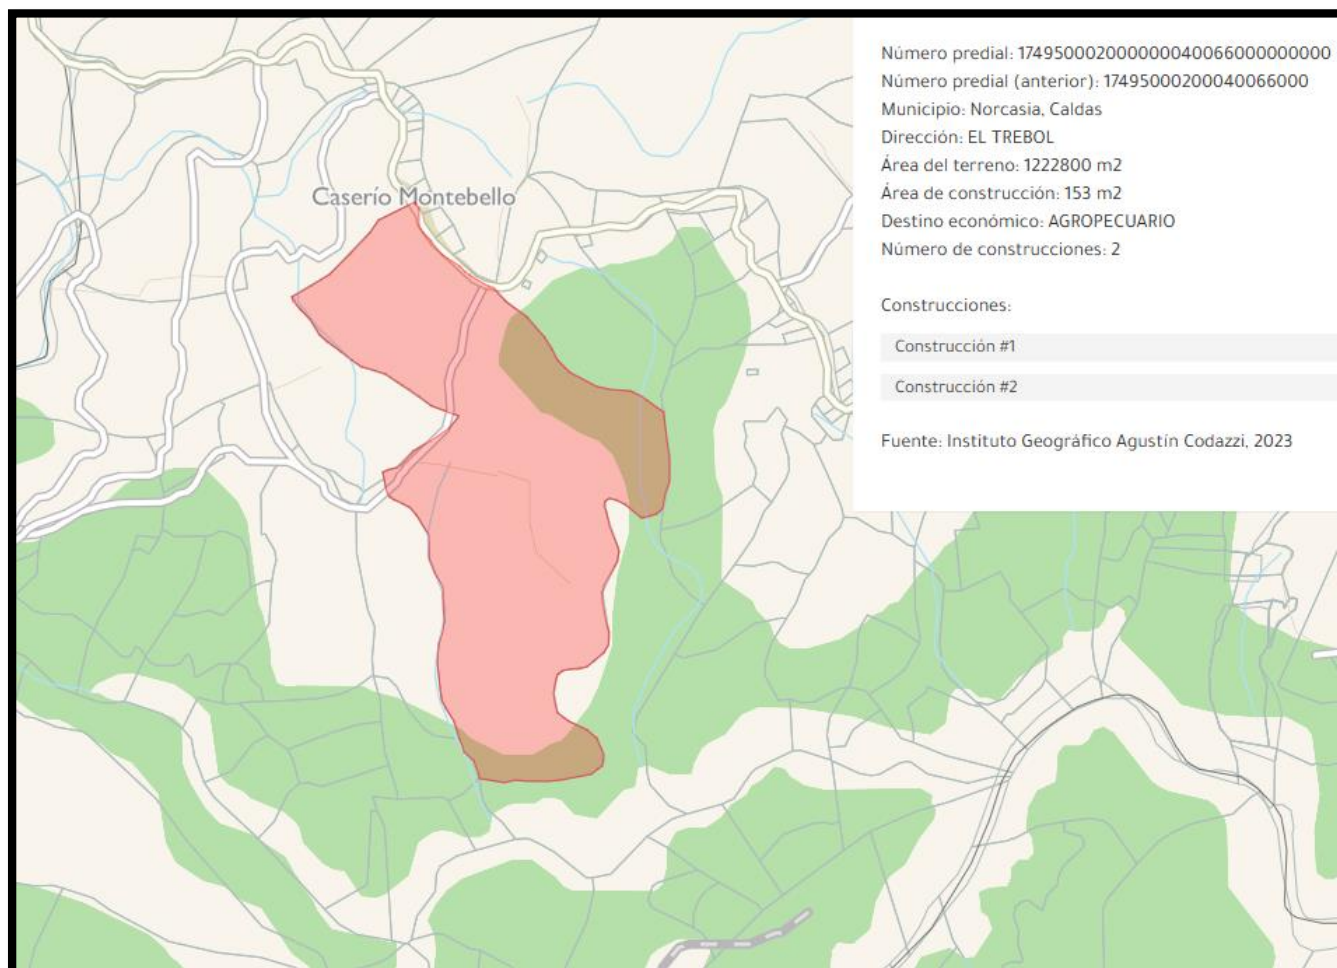 Caserío Montebello
Número predial: 174950002000000040066000000000
Número predial (anterior): 17495000200040066000
Municipio: Norcasia, Caldas
Dirección: EL TREBOL
Área del terreno: 1222800 m2
Área de construcción: 153 m2
Destino económico: AGROPECUARIO
Número de construcciones: 2
Construcciones:
Construcción #1
Construcción #2
Fuente: Instituto Geográfico Agustín Codazzi, 2023